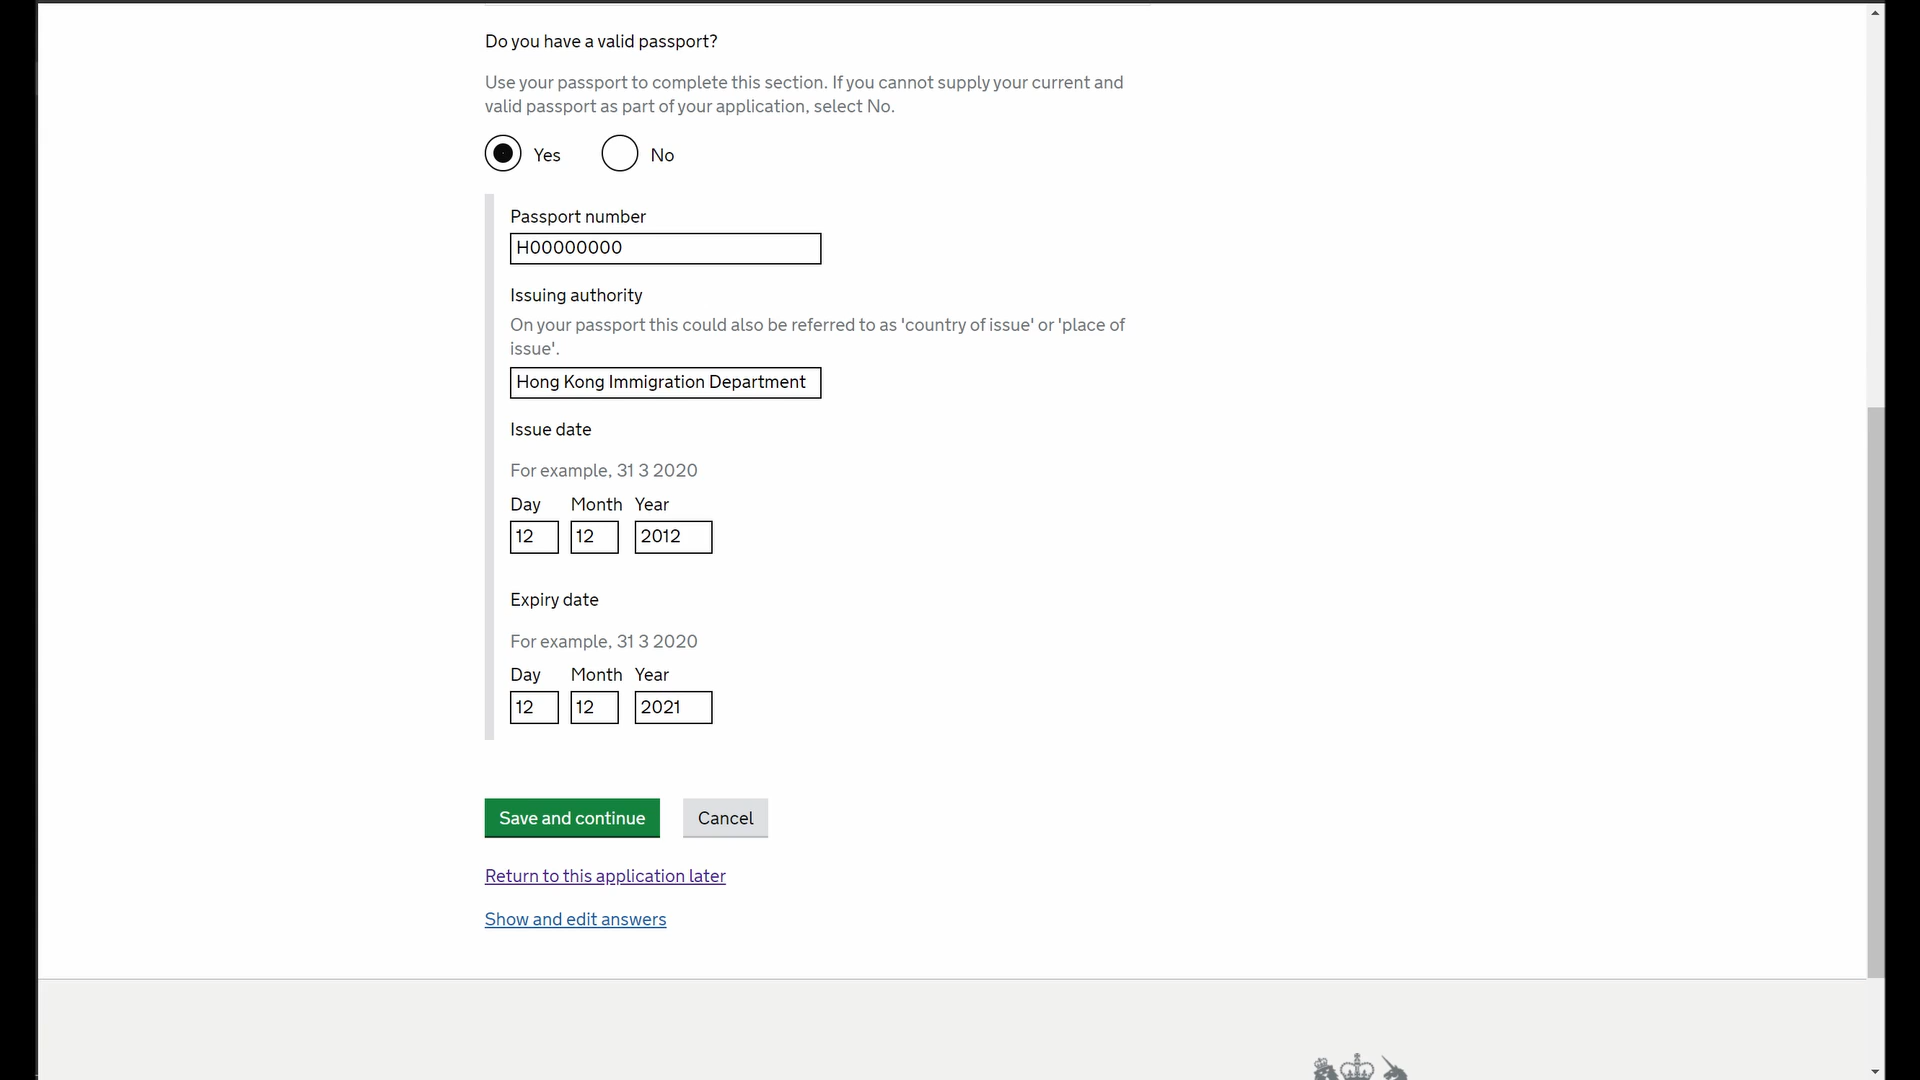 Do you have a valid passport?
Use your passport to complete this section. If you cannot supply your current and
valid passport as part of your application, select No.
Yes No
Passport number
H00000000
Issuing authority
On your passport this could also be referred to as 'country of issue' or 'place of
issue'.
Hong Kong Immigration Department
Issue date
For example, 31 3 2020
Day Month Year
12 12 2012
Expiry date
For example, 31 3 2020
Day Month Year
12 12 2021
Save and continue Cancel
Return to this application later
Show and edit answers